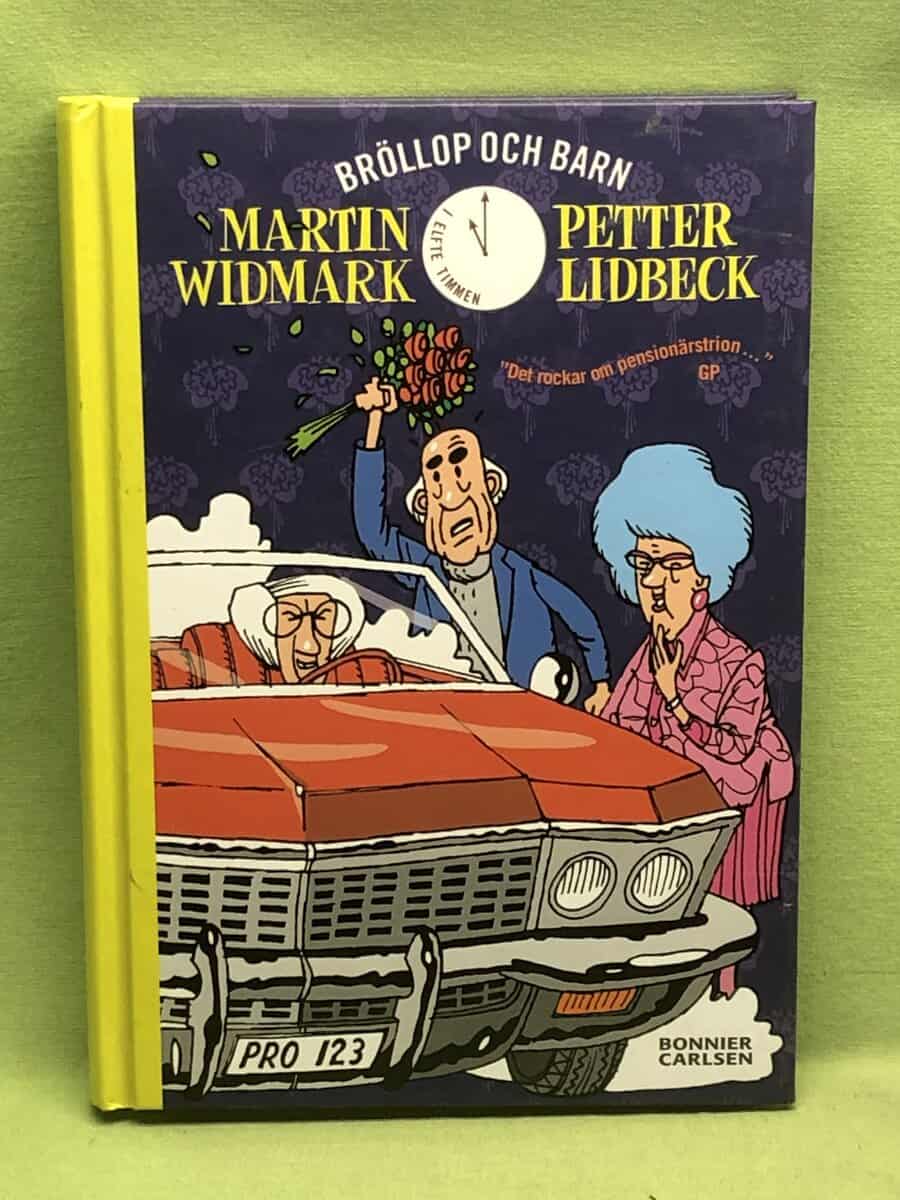 BRÖLLOP OCH BARN
MARTIN
WIDMARK
I ELFTE TIMMEN
PETTER
LIDBECK
"Det rockar om pensionärstrion..."
GP
PRO 123
BONNIER
CARLSEN